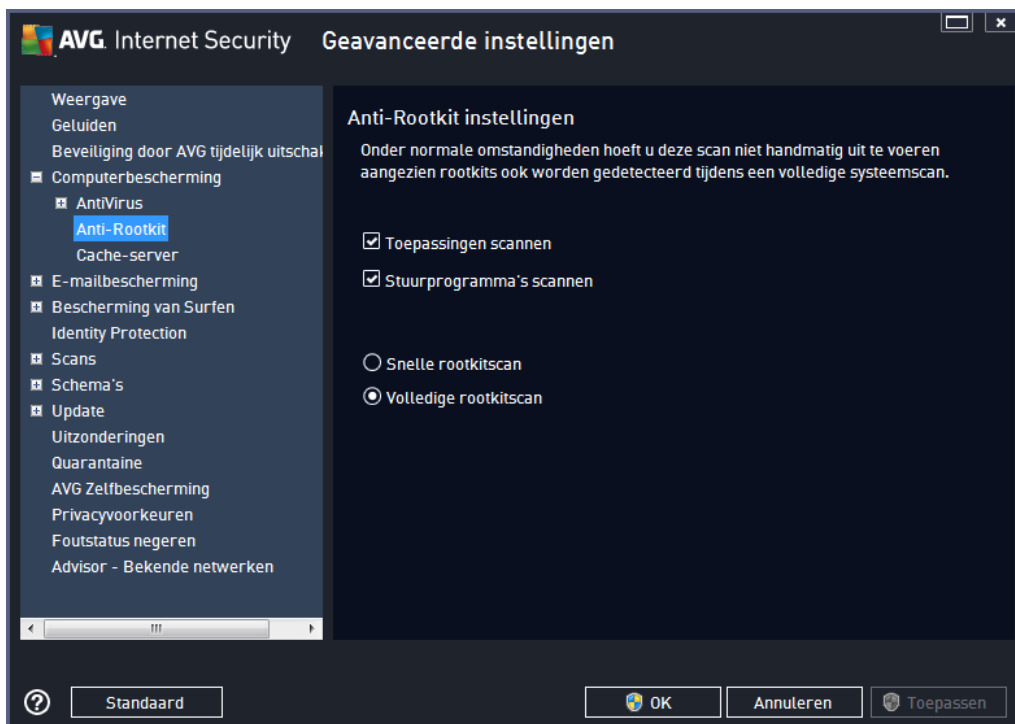 AVG. Internet Security Geavanceerde instellingen
Weergave
Geluiden
Beveiliging door AVG tijdelijk uitschak
Computerbescherming
AntiVirus
Anti-Rootkit
Cache-server
E-mailbescherming
Bescherming van Surfen
Identity Protection
Scans
Schema's
Update
Uitzonderingen
Quarantaine
AVG Zelfbescherming
Privacyvoorkeuren
Foutstatus negeren
Advisor - Bekende netwerken
Anti-Rootkit instellingen
Onder normale omstandigheden hoeft u deze scan niet handmatig uit te voeren
aangezien rootkits ook worden gedetecteerd tijdens een volledige systeemscan.
Toepassingen scannen
Stuurprogramma's scannen
Snelle rootkitscan
Volledige rootkitscan
? Standaard OK Annuleren Toepassen